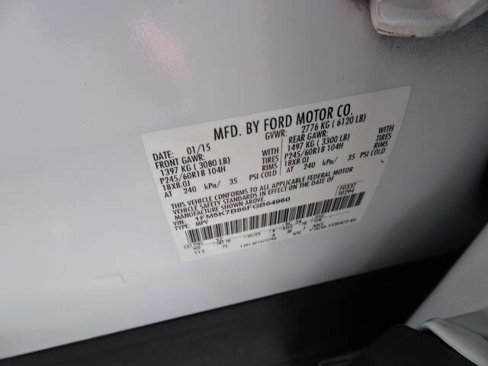 MFD. BY FORD MOTOR CO.
01/15 GVWR: 2776 KG ( 6120 LB)
FRONT GAWR: WITH REAR GAWR: WITH
1397 KG ( 3080 LB) TIRES 1497 KG ( 3300 LB) TIRES
P245/60R18 104H RIMS P245/60R18 104H RIMS
18X8.0J 18X8.0J
AT 240 kPa/ 35 PSI COLD AT 240 kPa/ 35 PSI COLD
THIS VEHICLE CONFORMS TO ALL APPLICABLE FEDERAL MOTOR
VEHICLE SAFETY STANDARDS IN EFFECT ON THE DATE OF
MANUFACTURE SHOWN ABOVE.
VIN:
TYPE: MPV